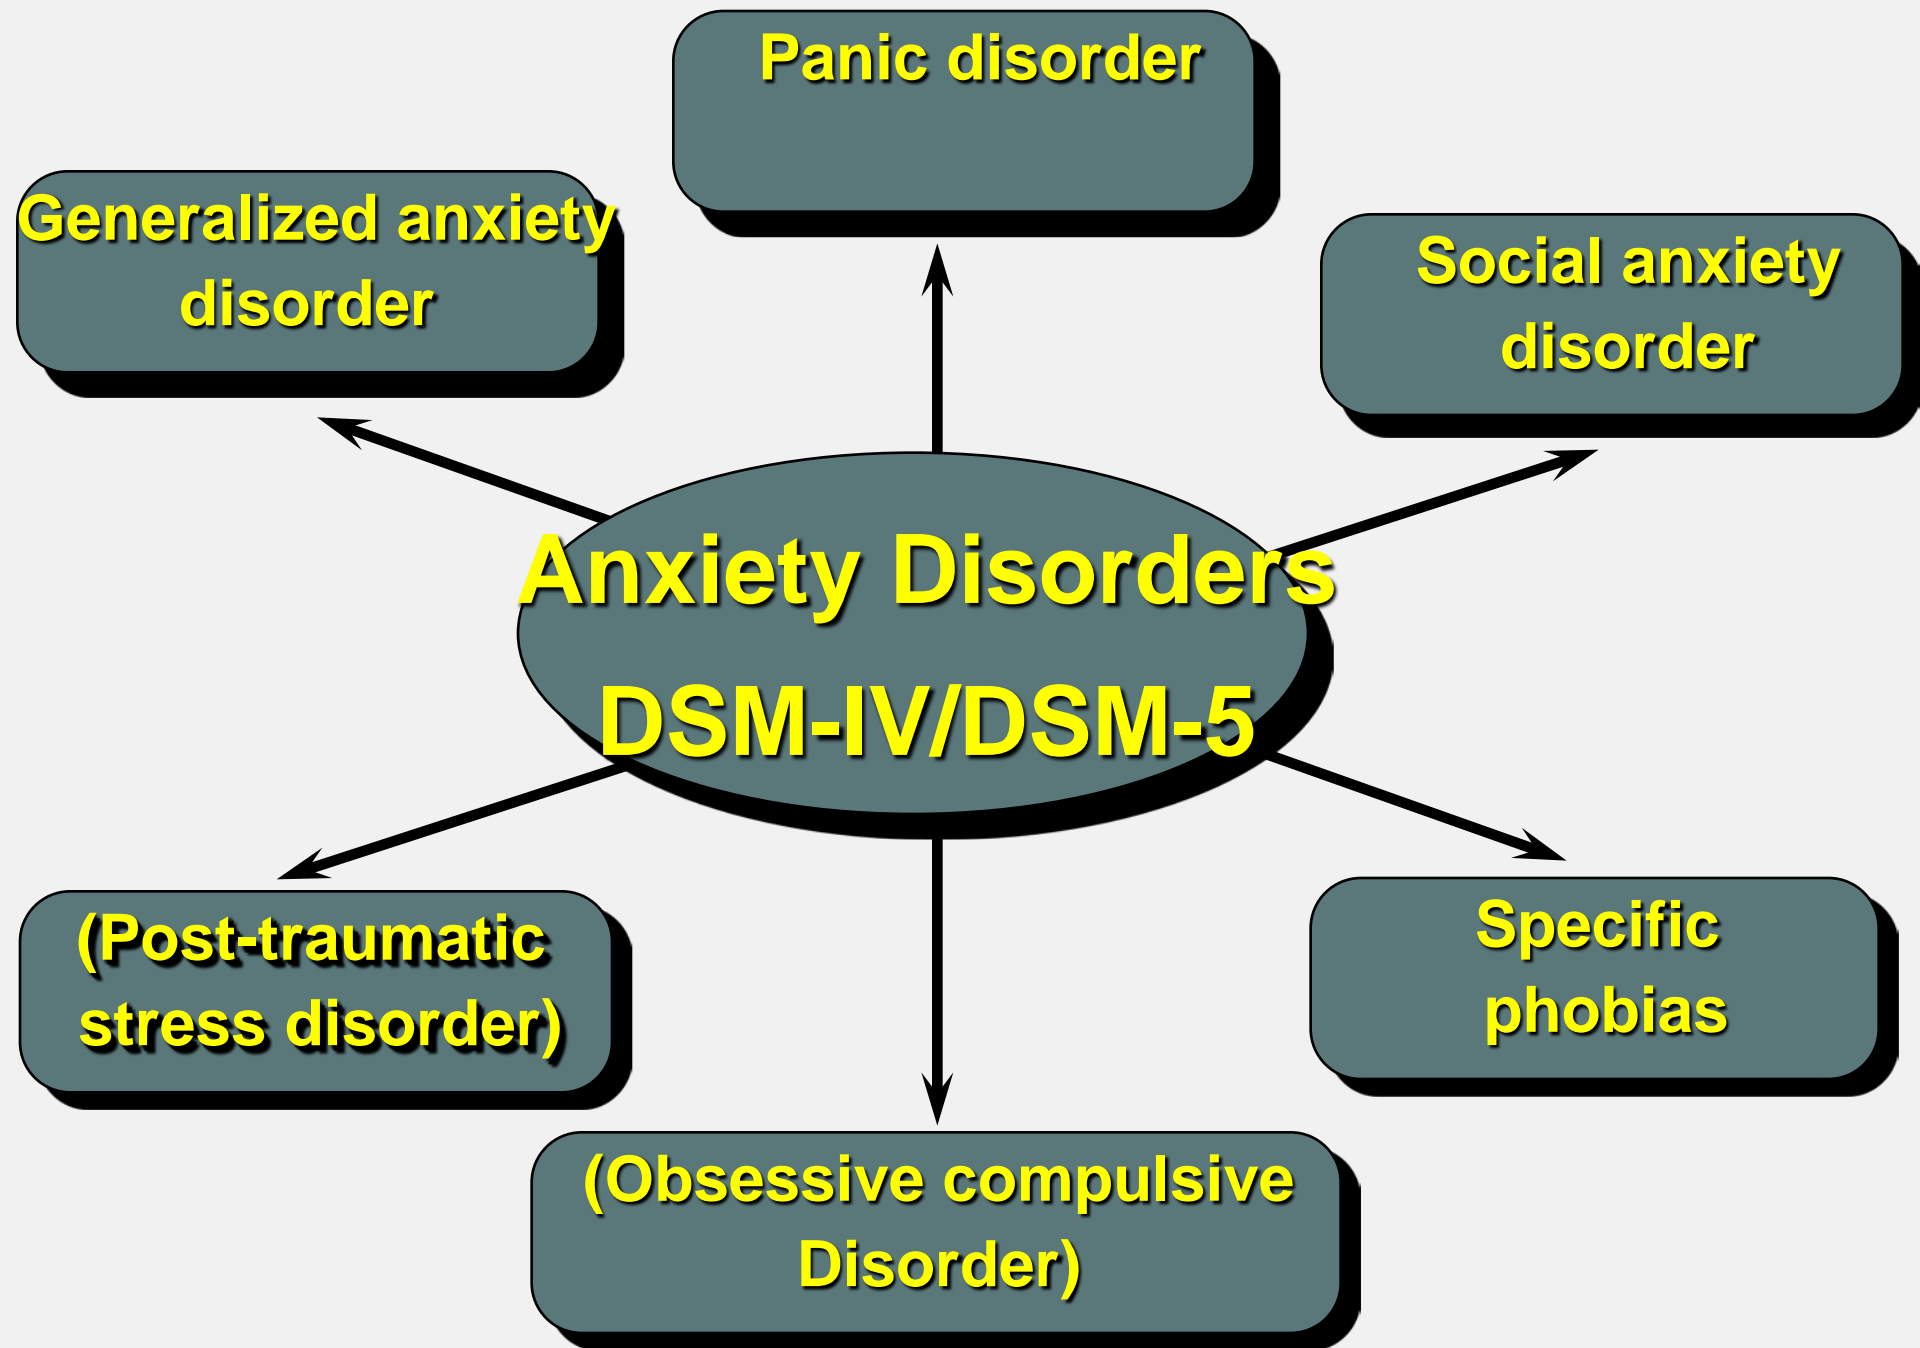 Panic disorder
Generalized anxiety
disorder
Social anxiety
disorder
Anxiety Disorders
DSM-IV/DSM-5
(Post-traumatic
stress disorder)
Specific
phobias
(Obsessive compulsive
Disorder)